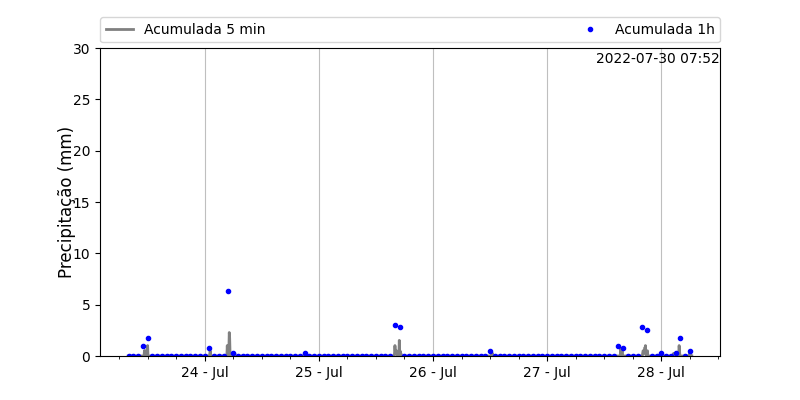 Acumulada 5 min
Acumulada 1h
2022-07-30 07:52
Precipitação (mm)
30
25
20
15
10
5
0
24 - Jul
25 - Jul
26 - Jul
27 - Jul
28 - Jul